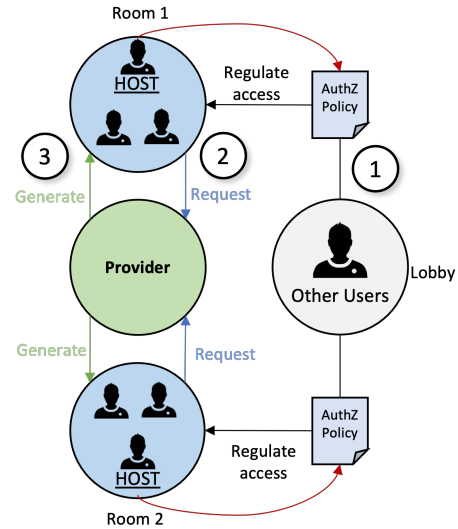 Room 1
HOST
Regulate
access
AuthZ
Policy
3
2
1
Generate
Request
Provider
Other Users
Lobby
Generate
Request
AuthZ
Policy
Regulate
access
HOST
Room 2